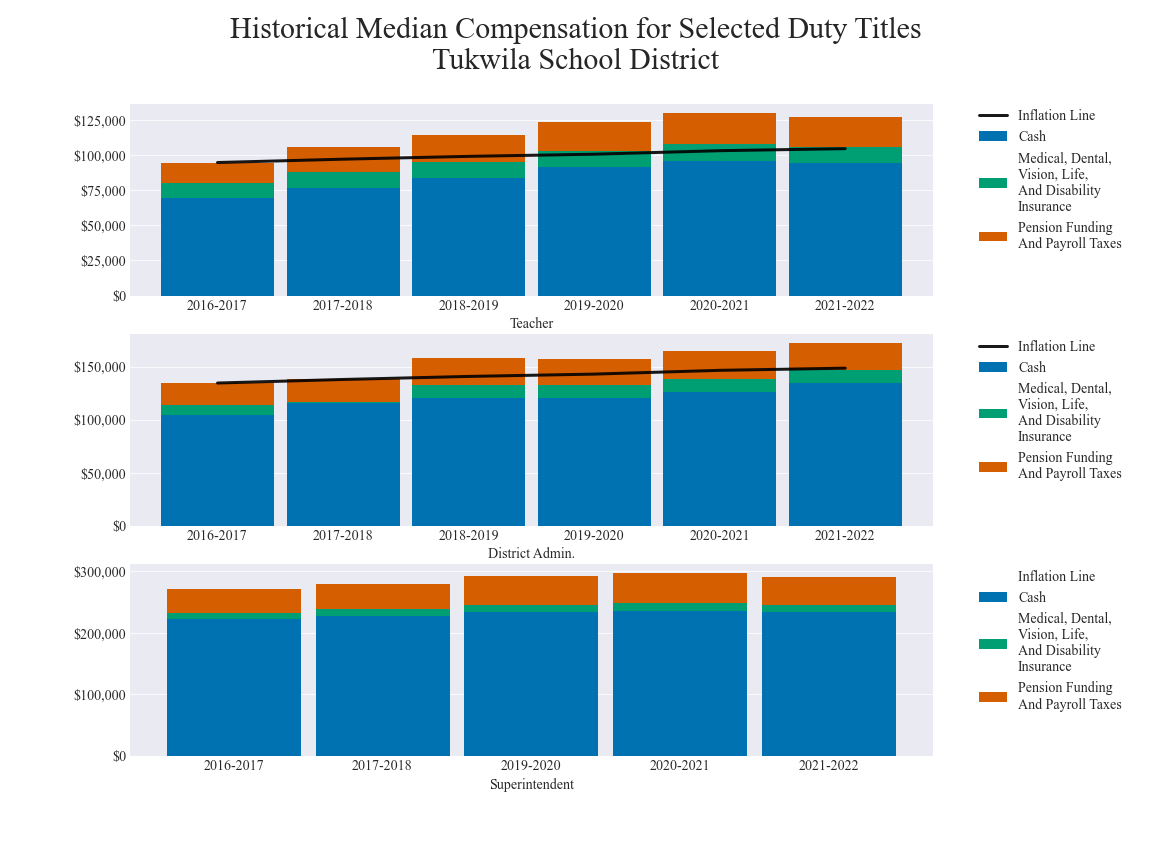 Historical Median Compensation for Selected Duty Titles
Tukwila School District
$125,000
$100,000
$75,000
$50,000
$25,000
$0
2016-2017 2017-2018 2018-2019 2019-2020 2020-2021 2021-2022
Teacher
Inflation Line
Cash
Medical, Dental,
Vision, Life,
And Disability
Insurance
Pension Funding
And Payroll Taxes
$150,000
$100,000
$50,000
$0
2016-2017 2017-2018 2018-2019 2019-2020 2020-2021 2021-2022
District Admin.
Inflation Line
Cash
Medical, Dental,
Vision, Life,
And Disability
Insurance
Pension Funding
And Payroll Taxes
$300,000
$200,000
$100,000
$0
2016-2017 2017-2018 2019-2020 2020-2021 2021-2022
Superintendent
Inflation Line
Cash
Medical, Dental,
Vision, Life,
And Disability
Insurance
Pension Funding
And Payroll Taxes